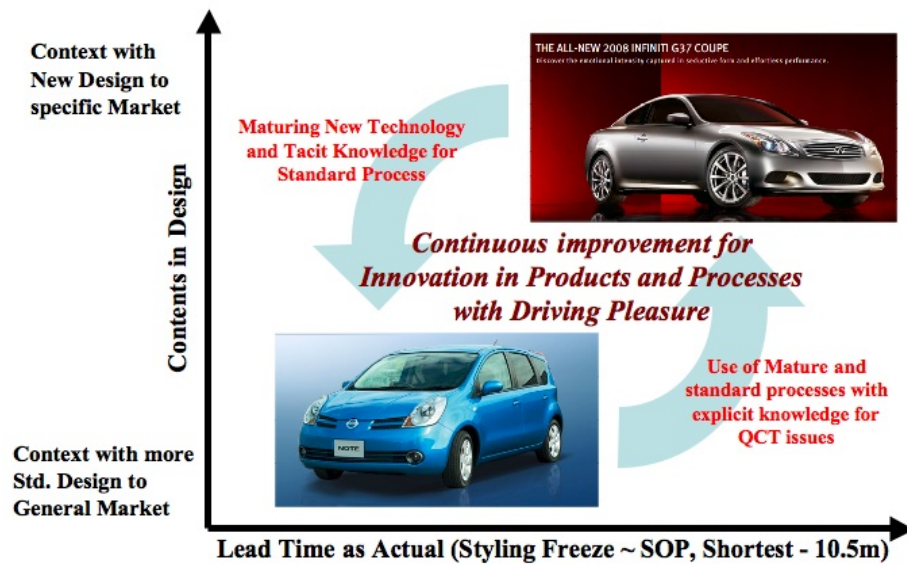 Context with
New Design to
specific Market
THE ALL-NEW 2008 INFINITI G37 COUPE
Discover the emotional intensity captured in seductive form and effortless performance.
Maturing New Technology
and Tacit Knowledge for
Standard Process
Contents in Design
Continuous improvement for
Innovation in Products and Processes
with Driving Pleasure
Use of Mature and
standard processes with
explicit knowledge for
QCT issues
NOTE
Context with more
Std. Design to
General Market
Lead Time as Actual (Styling Freeze ~ SOP, Shortest - 10.5m)